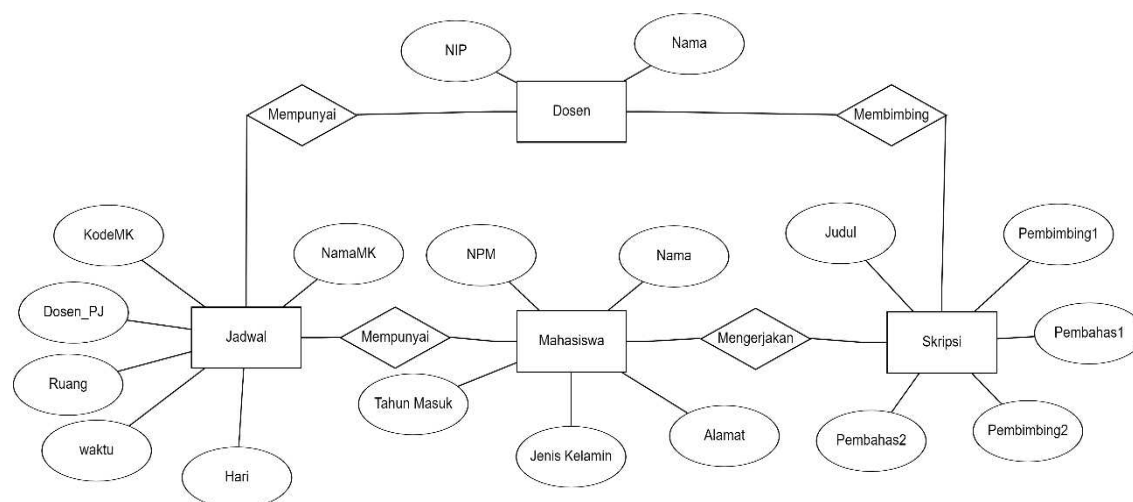 NIP
Nama
Dosen
Mempunyai
Membimbing
KodeMK
NamaMK
NPM
Nama
Judul
Pembimbing1
Dosen_PJ
Jadwal
Mempunyai
Mahasiswa
Mengerjakan
Skripsi
Pembahas1
Ruang
Tahun Masuk
waktu
Hari
Jenis Kelamin
Alamat
Pembahas2
Pembimbing2